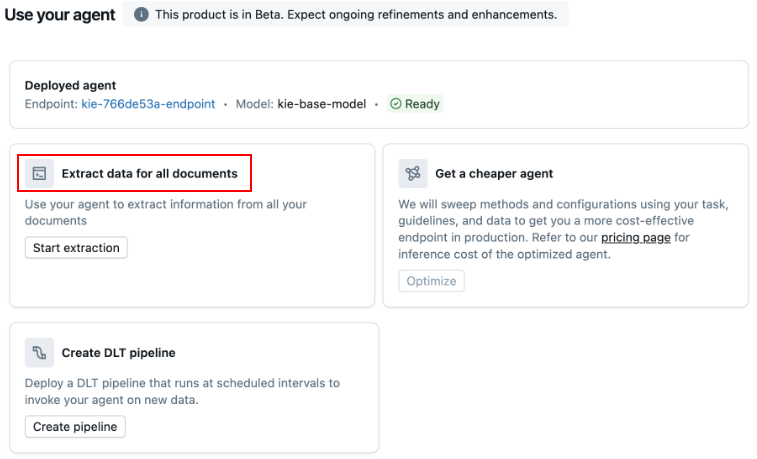 Use your agent
This product is in Beta. Expect ongoing refinements and enhancements.
Deployed agent
Endpoint: kie-766de53a-endpoint • Model: kie-base-model • Ready
Extract data for all documents
Use your agent to extract information from all your
documents
Start extraction
Get a cheaper agent
We will sweep methods and configurations using your task,
guidelines, and data to get you a more cost-effective
endpoint in production. Refer to our pricing page for
inference cost of the optimized agent.
Optimize
Create DLT pipeline
Deploy a DLT pipeline that runs at scheduled intervals to
invoke your agent on new data.
Create pipeline